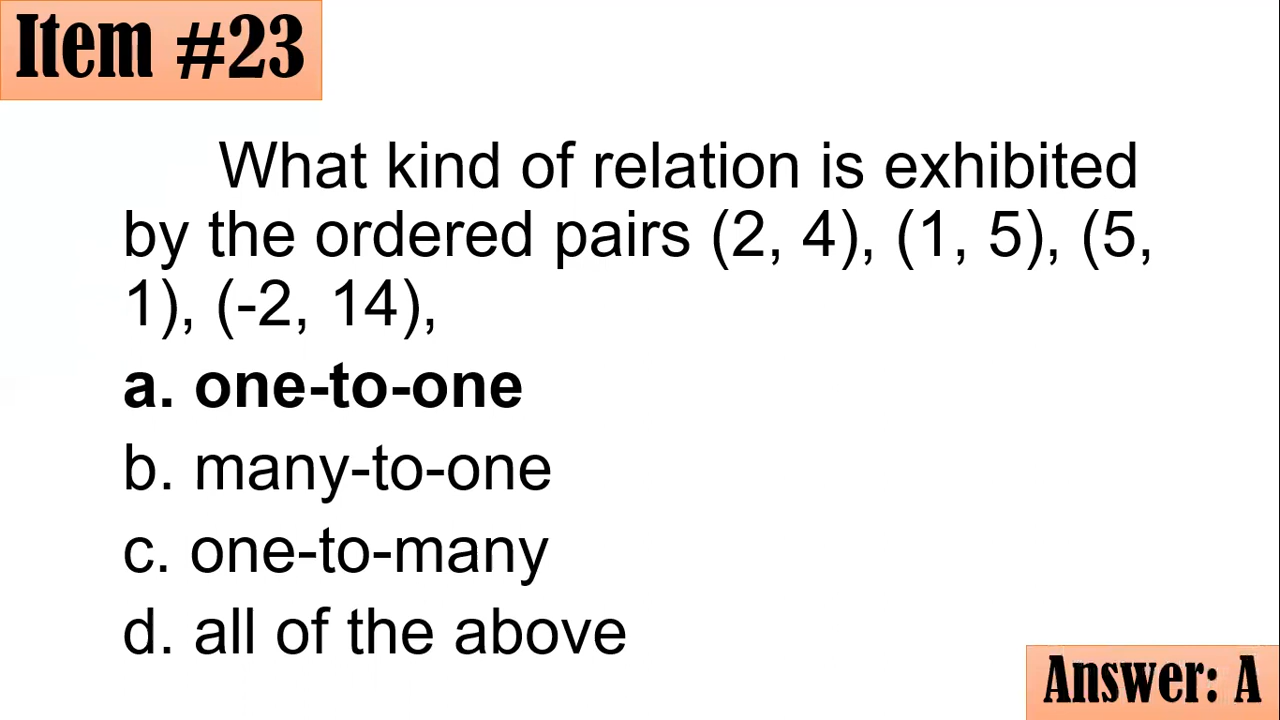 Item #23
What kind of relation is exhibited
by the ordered pairs (2, 4), (1, 5), (5,
1), (-2, 14),
a. one-to-one
b. many-to-one
c. one-to-many
d. all of the above
Answer: A